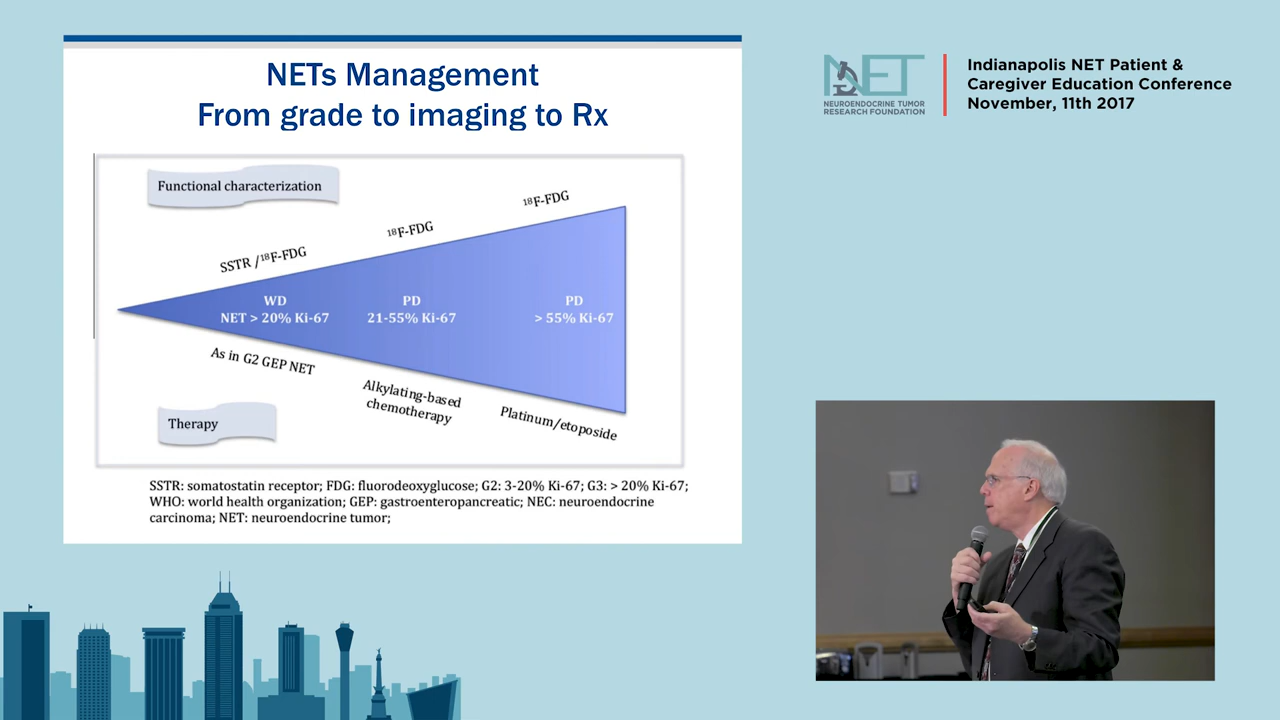 NETs Management
From grade to imaging to Rx
Functional characterization
SSTR /¹⁸F-FDG
¹⁸F-FDG
¹⁸F-FDG
WD
NET > 20% Ki-67
PD
21-55% Ki-67
PD
> 55% Ki-67
As in G2 GEP NET
Alkylating-based
chemotherapy
Platinum/etoposide
Therapy
SSTR: somatostatin receptor; FDG: fluorodeoxyglucose; G2: 3-20% Ki-67; G3: > 20% Ki-67;
WHO: world health organization; GEP: gastroenteropancreatic; NEC: neuroendocrine
carcinoma; NET: neuroendocrine tumor;
NET
NEUROENDOCRINE TUMOR
RESEARCH FOUNDATION
Indianapolis NET Patient &
Caregiver Education Conference
November, 11th 2017